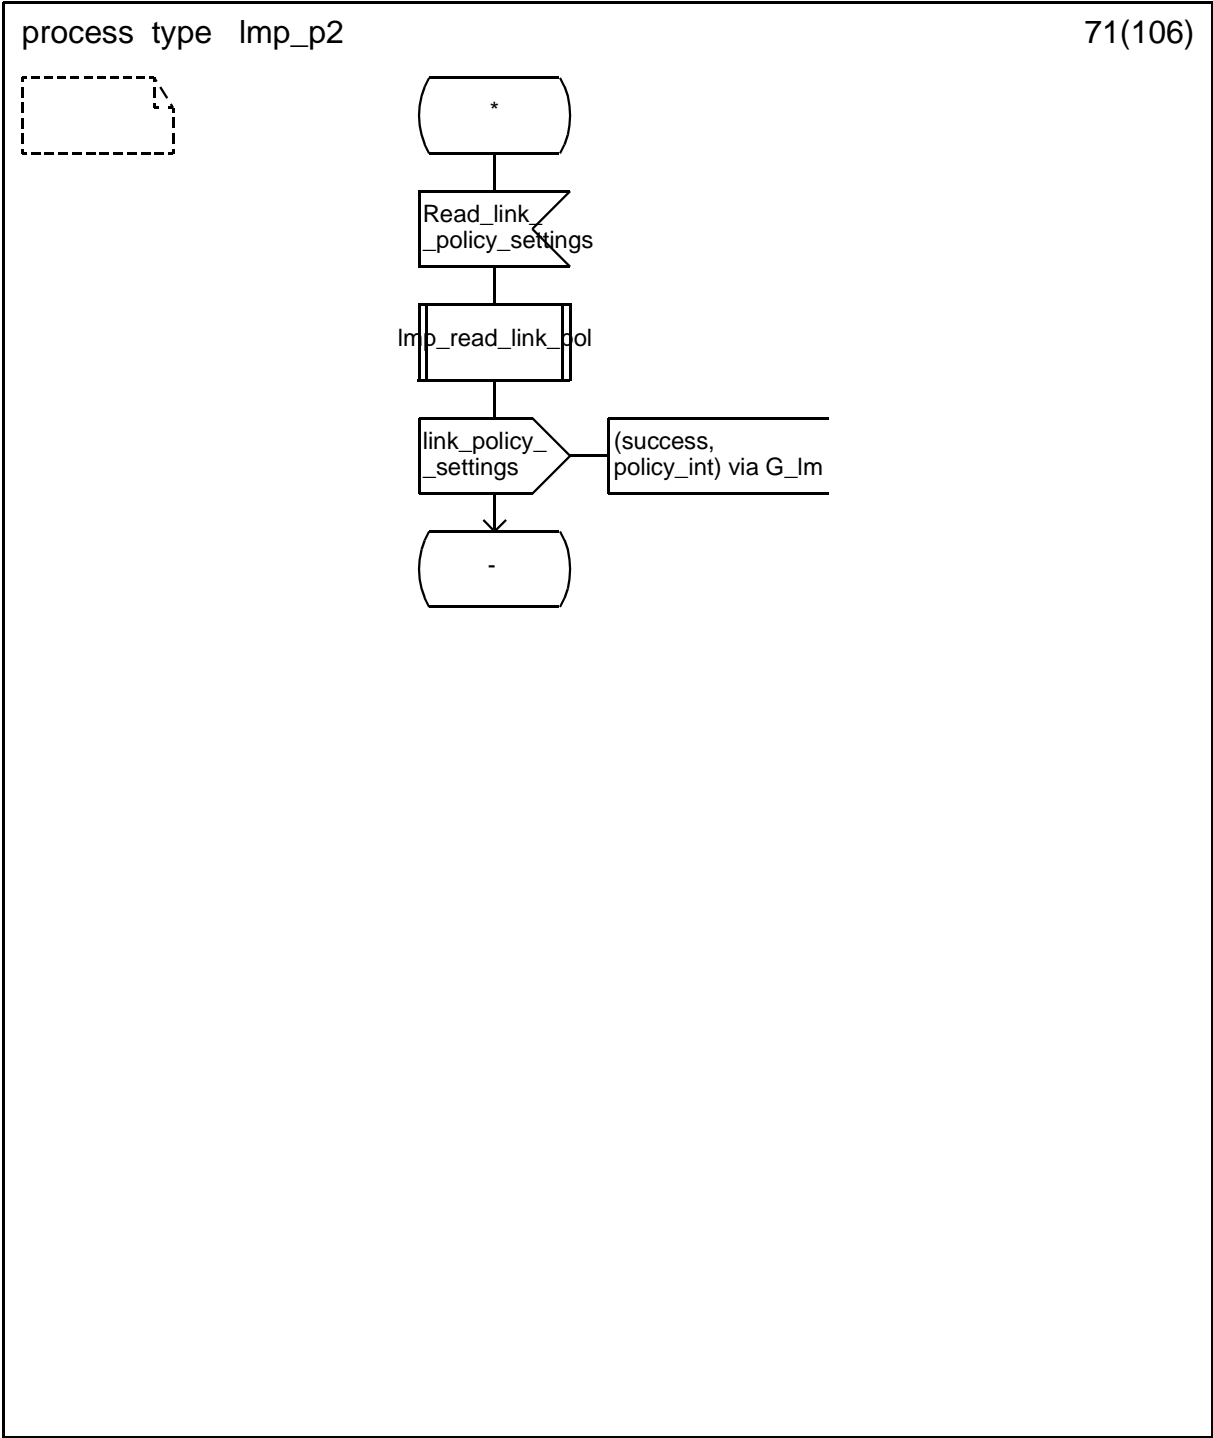 process type lmp_p2
71(106)
*
Read_link_
_policy_settings
lmp_read_link_pol
link_policy_
_settings
(success,
policy_int) via G_lm
-